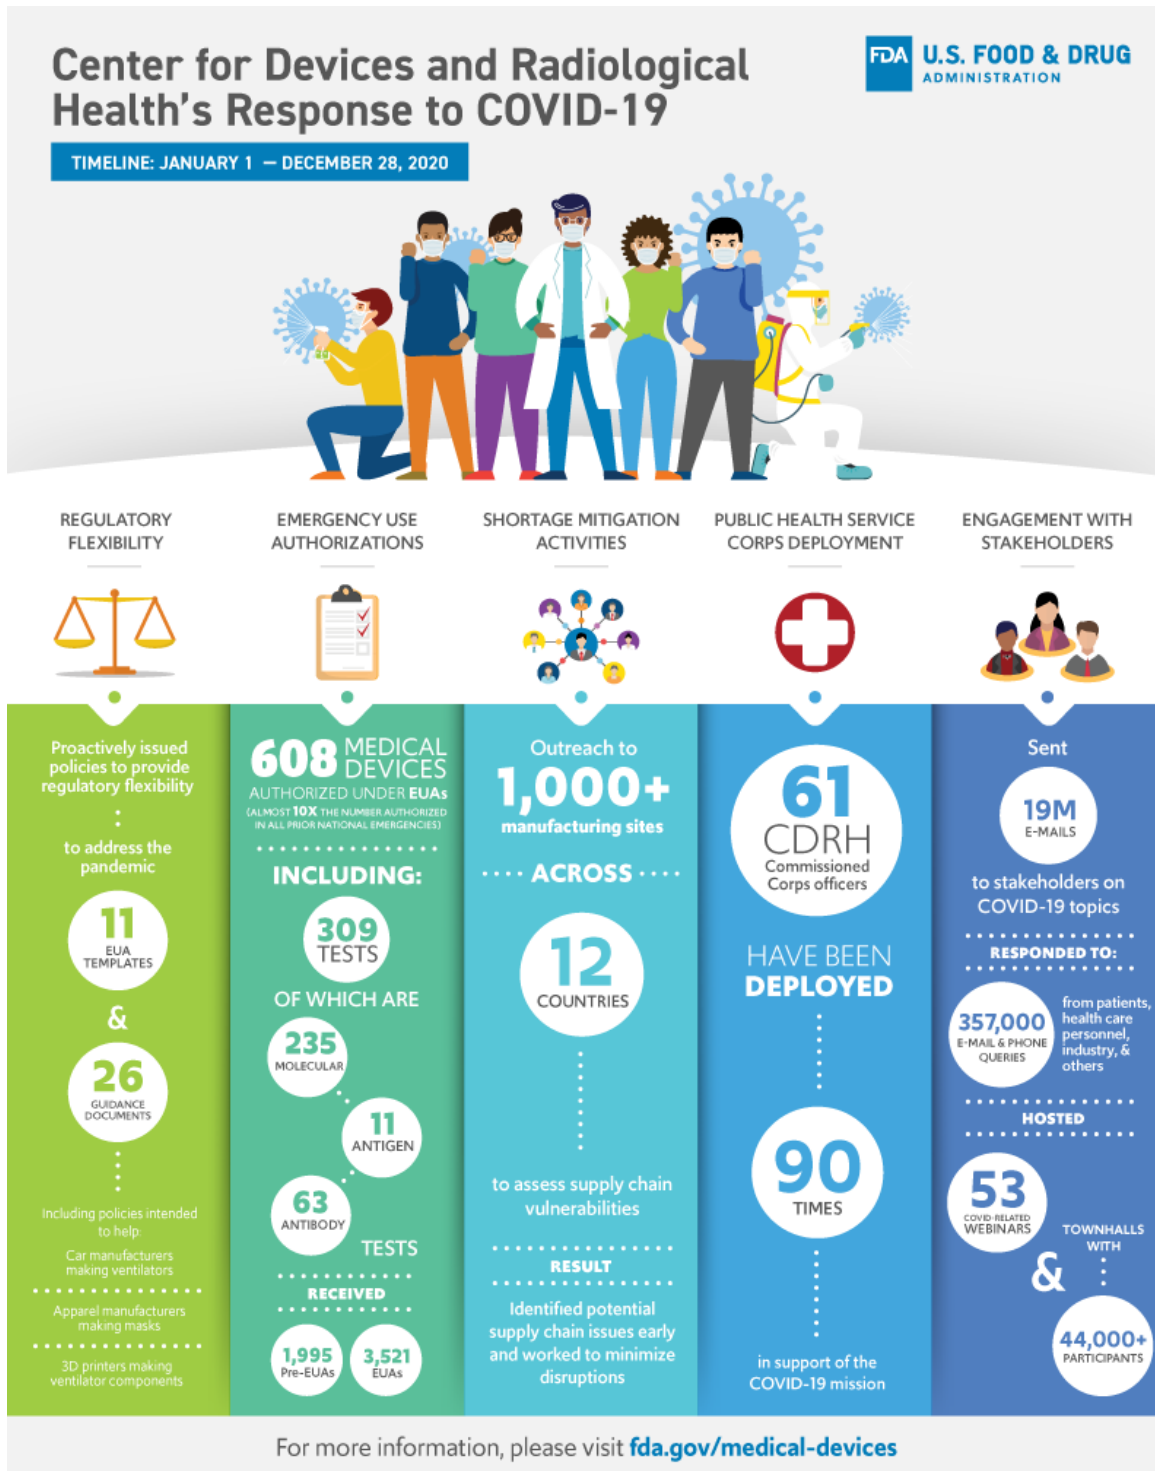 Center for Devices and Radiological
Health's Response to COVID-19
FDA
U.S. FOOD & DRUG
ADMINISTRATION
TIMELINE: JANUARY 1 — DECEMBER 28, 2020
REGULATORY
FLEXIBILITY
Proactively issued
policies to provide
regulatory flexibility
to address the
pandemic
11
EUA
TEMPLATES
&
26
GUIDANCE
DOCUMENTS
Including policies intended
to help:
Car manufacturers
making ventilators
Apparel manufacturers
making masks
3D printers making
ventilator components
EMERGENCY USE
AUTHORIZATIONS
608 MEDICAL
DEVICES
AUTHORIZED UNDER EUAs
(ALMOST 10X THE NUMBER AUTHORIZED
IN ALL PRIOR NATIONAL EMERGENCIES)
INCLUDING:
309
TESTS
OF WHICH ARE
235
MOLECULAR
11
ANTIGEN
63
ANTIBODY
TESTS
RECEIVED
1,995
Pre-EUAs
3,521
EUAs
SHORTAGE MITIGATION
ACTIVITIES
Outreach to
1,000+
manufacturing sites
ACROSS
12
COUNTRIES
to assess supply chain
vulnerabilities
RESULT
Identified potential
supply chain issues early
and worked to minimize
disruptions
PUBLIC HEALTH SERVICE
CORPS DEPLOYMENT
61
CDRH
Commissioned
Corps officers
HAVE BEEN
DEPLOYED
90
TIMES
in support of the
COVID-19 mission
ENGAGEMENT WITH
STAKEHOLDERS
Sent
19M
E-MAILS
to stakeholders on
COVID-19 topics
RESPONDED TO:
357,000
E-MAIL & PHONE
QUERIES
from patients,
health care
personnel,
industry, &
others
HOSTED
53
COVID-RELATED
WEBINARS
&
TOWNHALLS
WITH
44,000+
PARTICIPANTS
For more information, please visit fda.gov/medical-devices